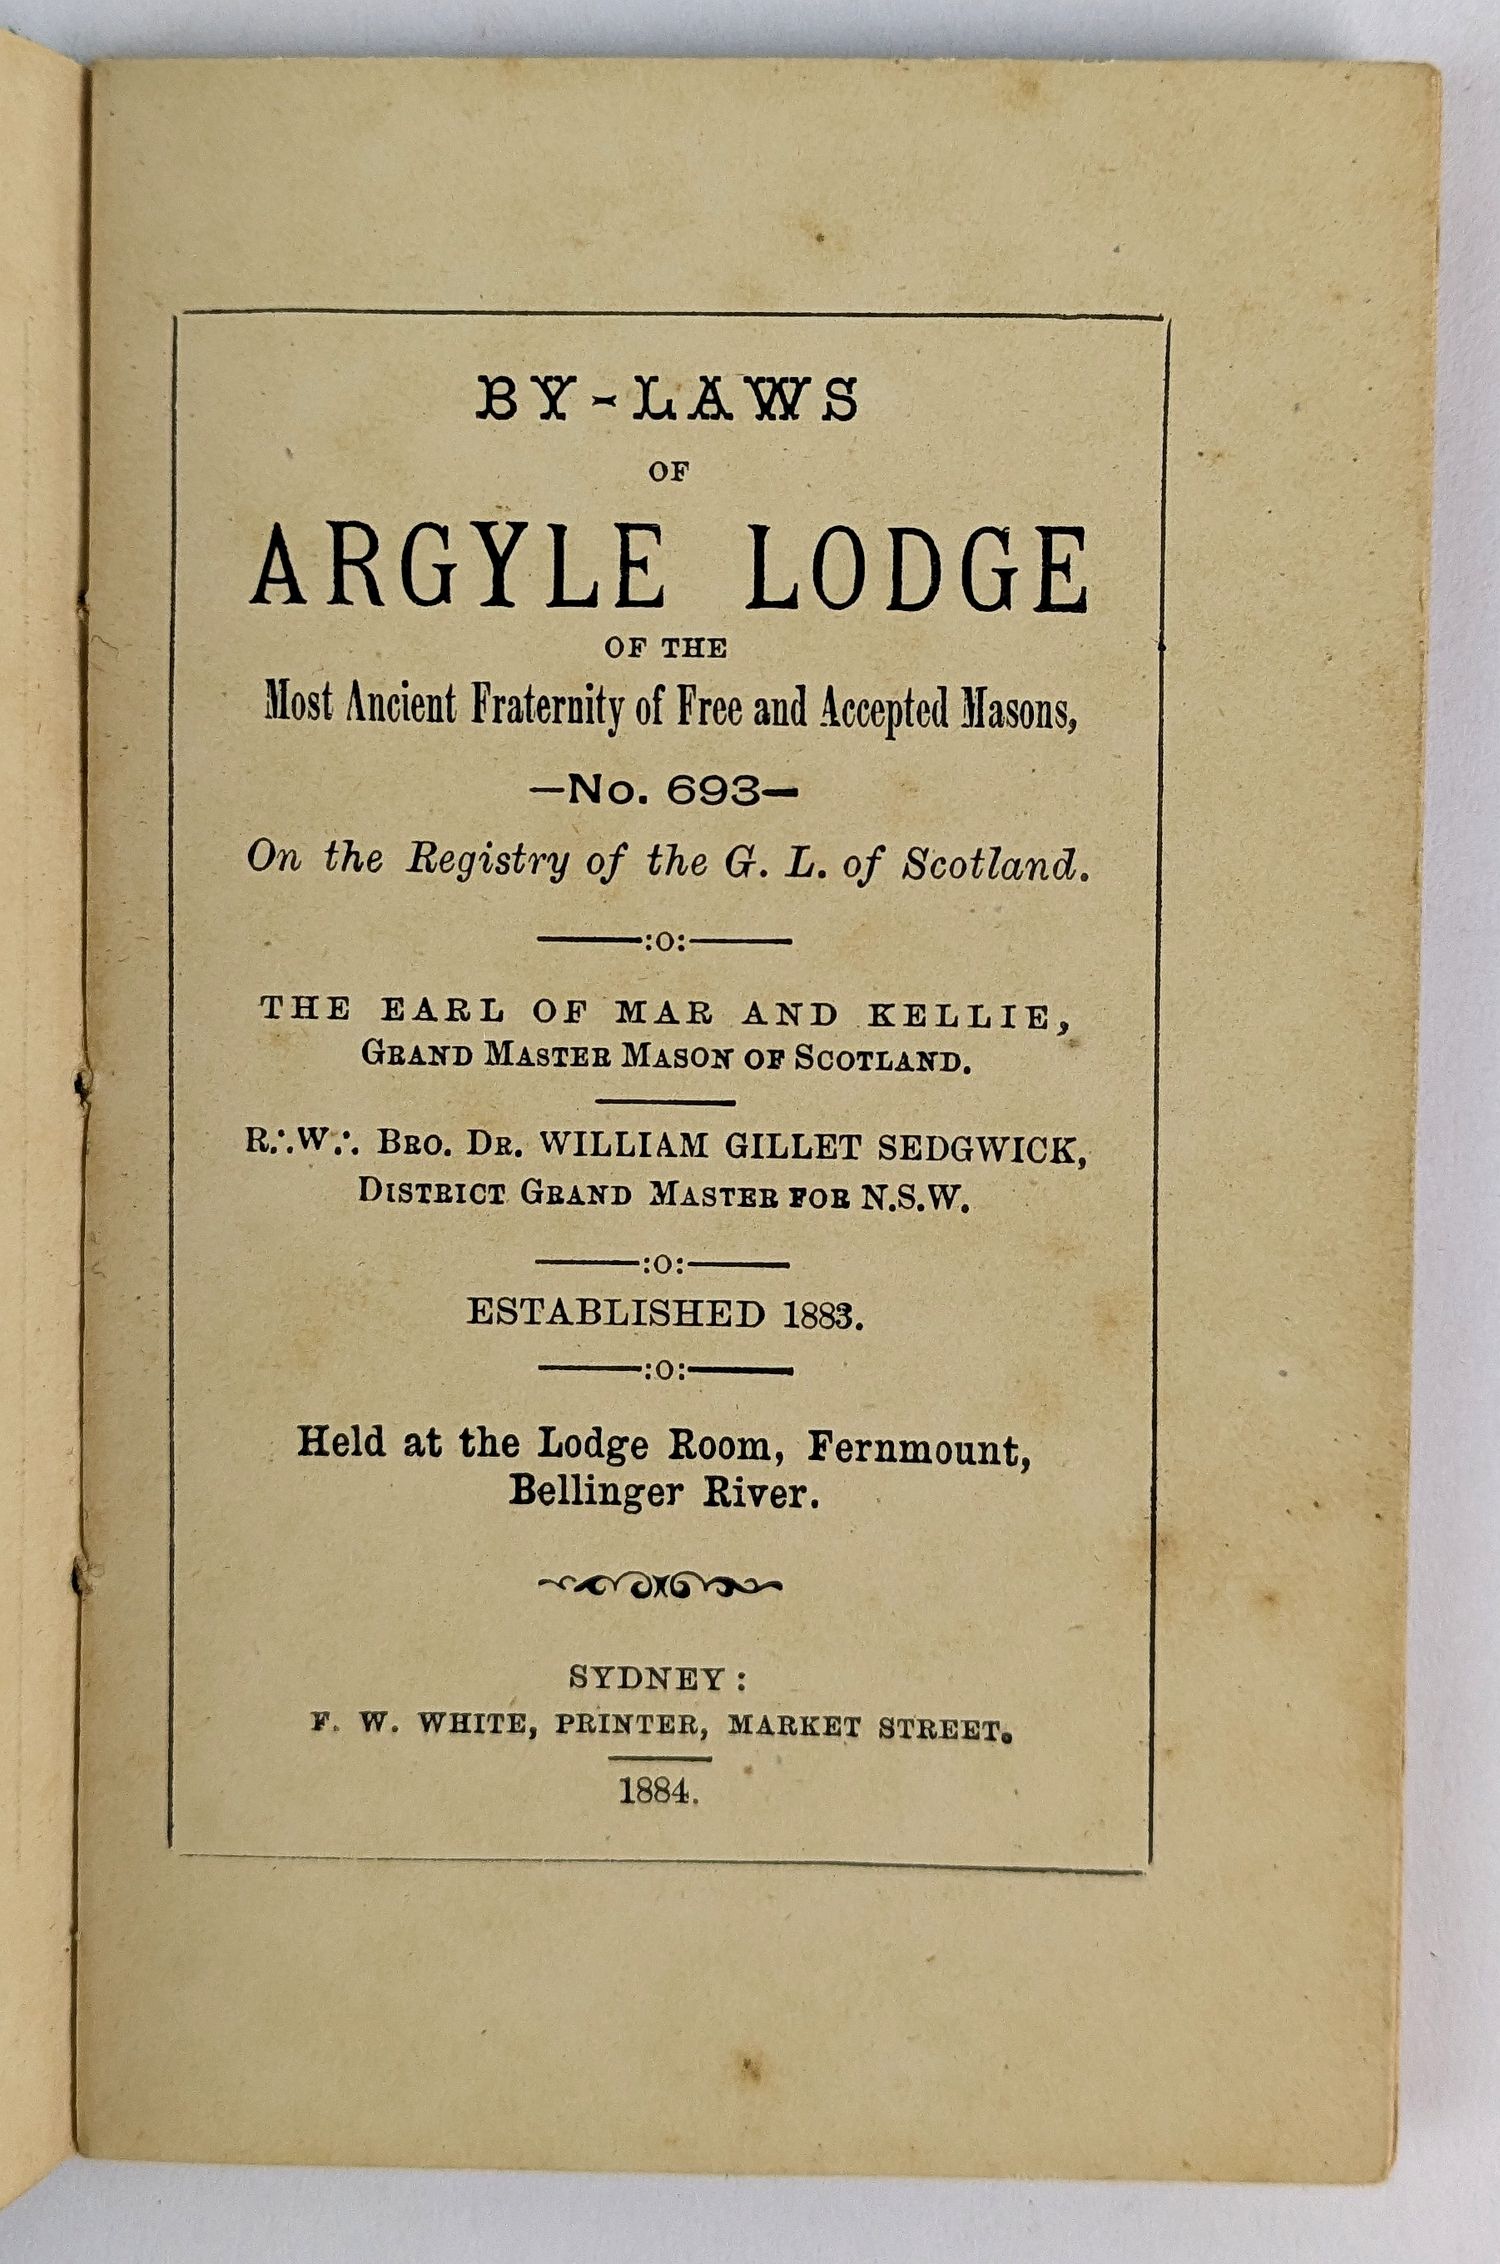 BY-LAWS
OF
ARGYLE LODGE
OF THE
Most Ancient Fraternity of Free and Accepted Masons,
—No. 693—
On the Registry of the G. L. of Scotland.
———:o:———
THE EARL OF MAR AND KELLIE,
GRAND MASTER MASON OF SCOTLAND.
R∴W∴ BRO. DR. WILLIAM GILLET SEDGWICK,
DISTRICT GRAND MASTER FOR N.S.W.
———:o:———
ESTABLISHED 1883.
———:o:———
Held at the Lodge Room, Fernmount,
Bellinger River.
SYDNEY:
F. W. WHITE, PRINTER, MARKET STREET.
1884.